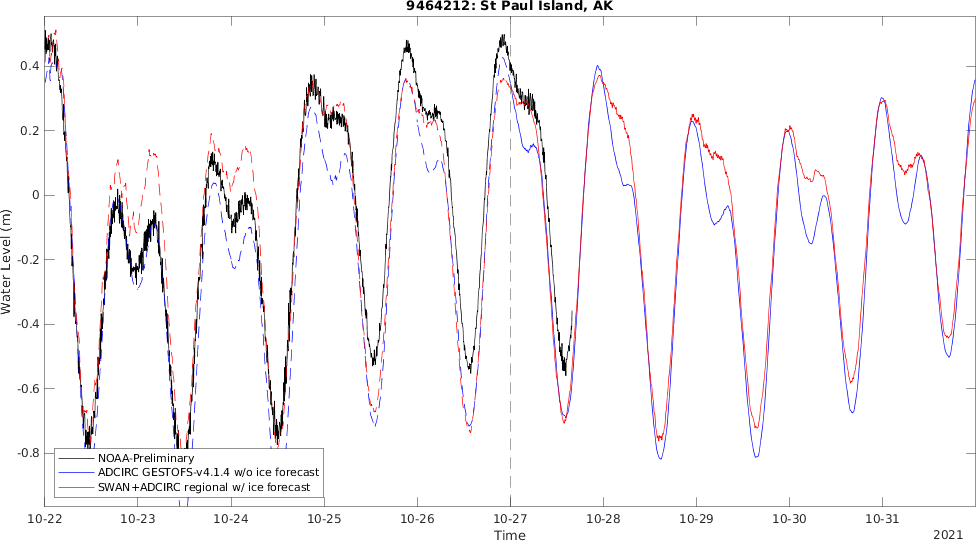 9464212: St Paul Island, AK
Water Level (m)
0.4
0.2
0
-0.2
-0.4
-0.6
-0.8
NOAA-Preliminary
ADCIRC GESTOFS-v4.1.4 w/o ice forecast
SWAN+ADCIRC regional w/ ice forecast
10-22 10-23 10-24 10-25 10-26 10-27 10-28 10-29 10-30 10-31
Time
2021